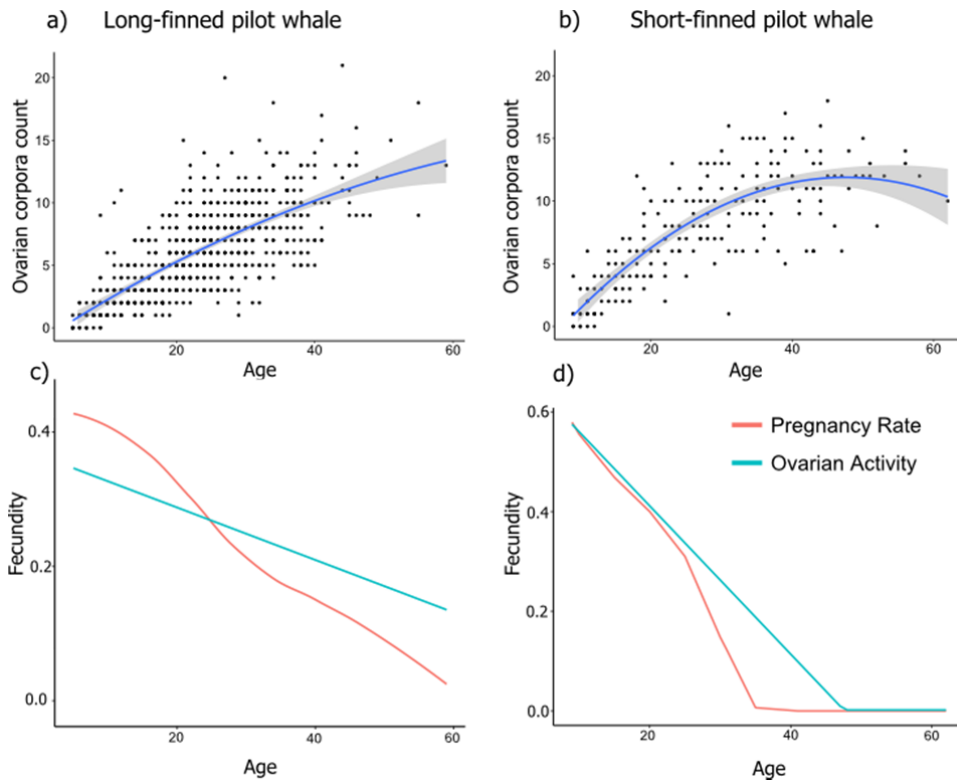 a) Long-finned pilot whale
b) Short-finned pilot whale
Ovarian corpora count
20
15
10
5
0
20 40 60
Age
Ovarian corpora count
20
15
10
5
0
20 40 60
Age
c)
Fecundity
0.4
0.2
0.0
20 40 60
Age
d)
Fecundity
0.6
0.4
0.2
0.0
Pregnancy Rate
Ovarian Activity
20 40 60
Age